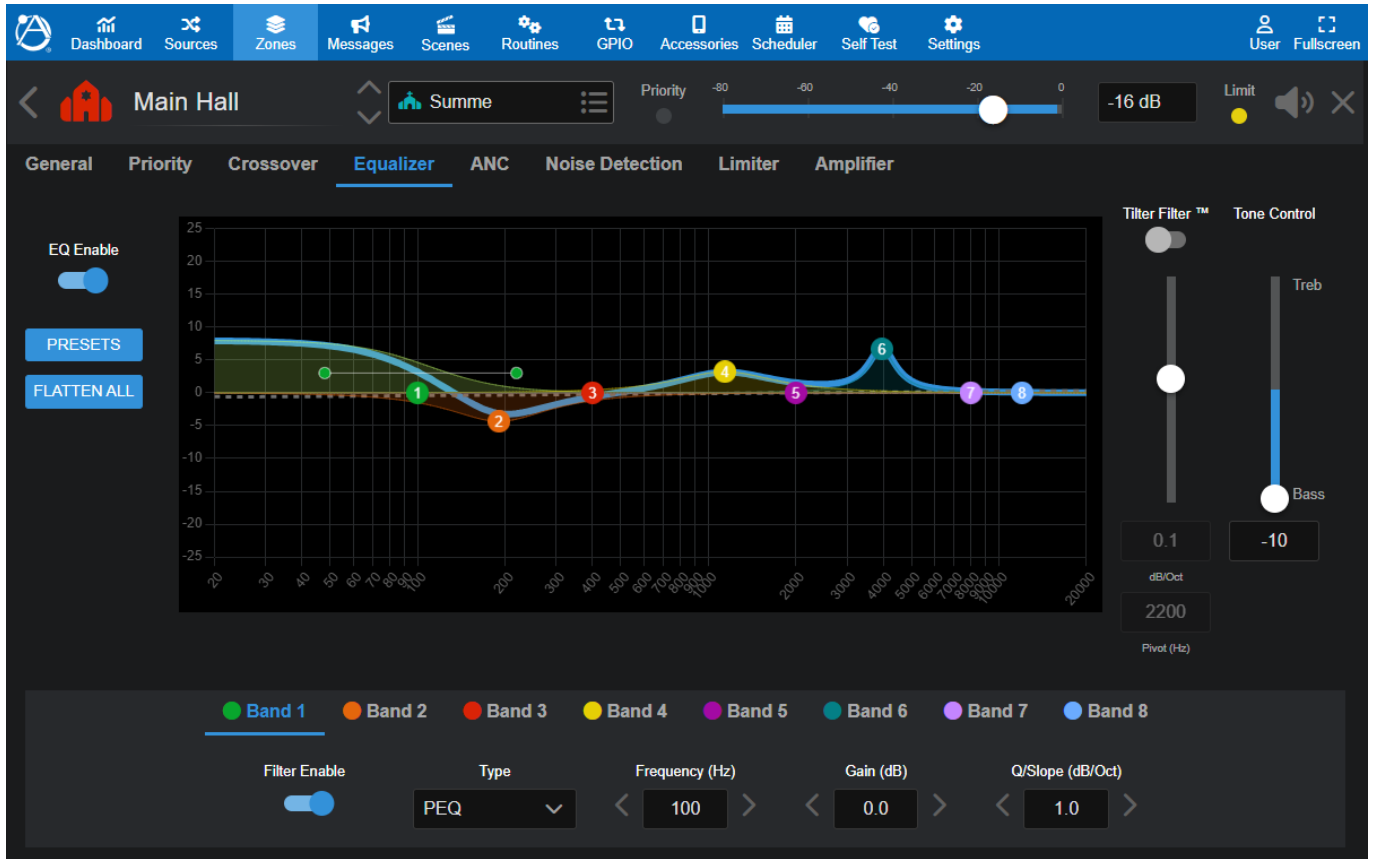 Dashboard Sources Zones Messages Scenes Routines GPIO Accessories Scheduler Self Test Settings User Fullscreen
Main Hall Summe Priority -80 -60 -40 -20 0 -16 dB Limit
General Priority Crossover Equalizer ANC Noise Detection Limiter Amplifier
Tilter Filter ™ Tone Control
EQ Enable
PRESETS
FLATTEN ALL
25
20
15
10
5
0
-5
-10
-15
-20
-25
1 2 3 4 5 6 7 8
20 30 40 50 60 70 80 90 100 200 300 400 500 600 700 800 900 1000 2000 3000 4000 5000 6000 7000 8000 9000 10000 20000
Treb
Bass
0.1 -10
dB/Oct
2200
Pivot (Hz)
Band 1 Band 2 Band 3 Band 4 Band 5 Band 6 Band 7 Band 8
Filter Enable Type Frequency (Hz) Gain (dB) Q/Slope (dB/Oct)
PEQ 100 0.0 1.0